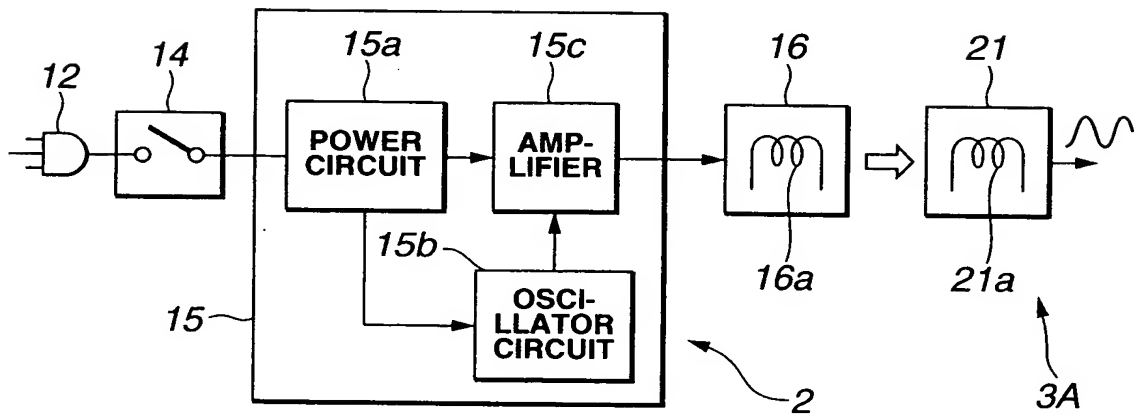 12
14
15a
15c
16
21
POWER
CIRCUIT
AMP-
LIFIER
15b
16a
21a
OSCI-
LLATOR
CIRCUIT
15
2
3A